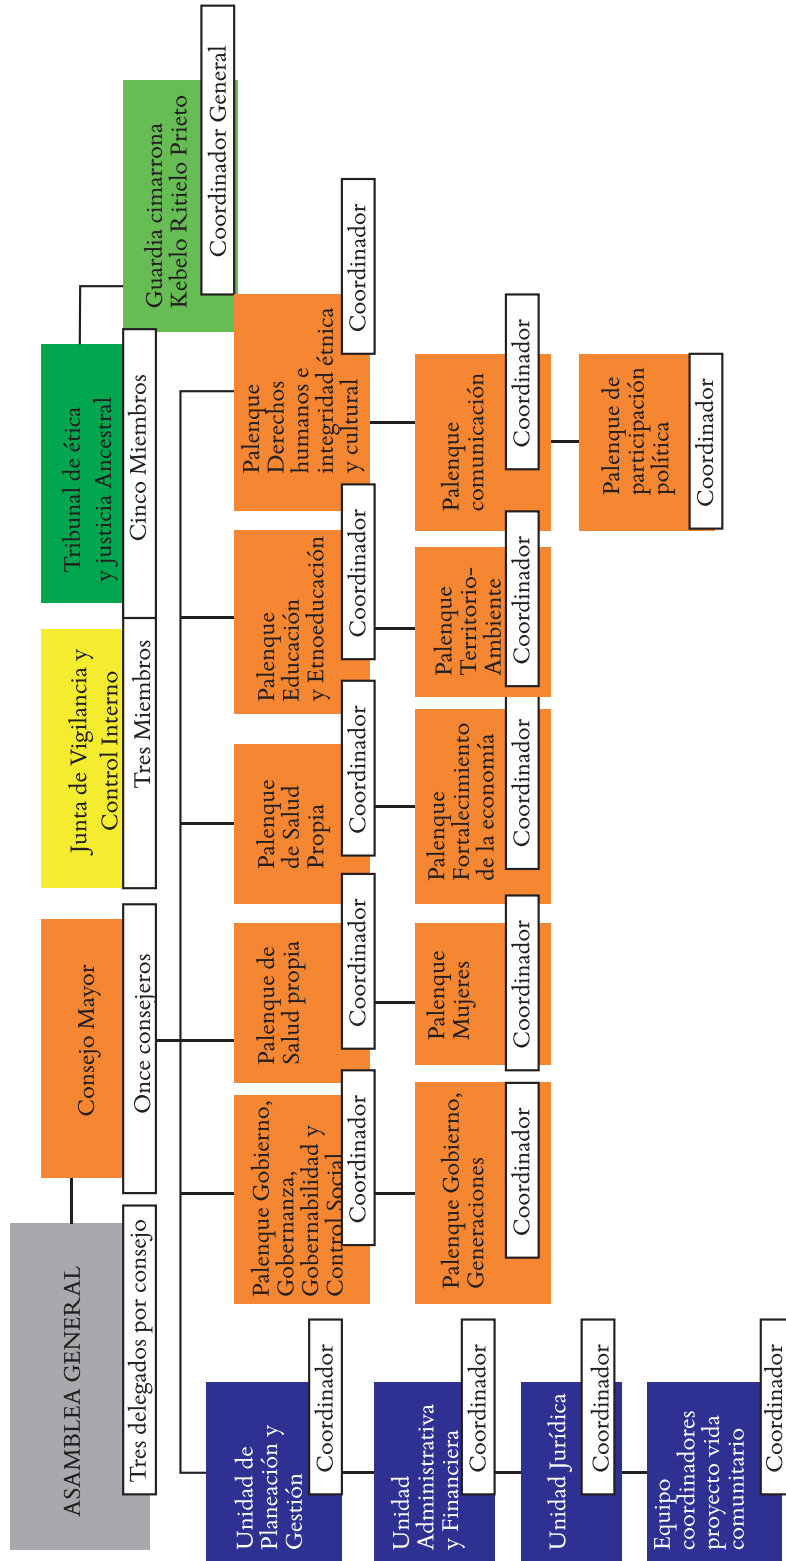 ASAMBLEA GENERAL
Tres delegados por consejo
Consejo Mayor
Once consejeros
Junta de Vigilancia y
Control Interno
Tres Miembros
Tribunal de ética
y justicia Ancestral
Cinco Miembros
Guardia cimarrona
Kebelo Ritielo Prieto
Coordinador General
Unidad de
Planeación y
Gestión
Coordinador
Unidad
Administrativa
y Financiera
Coordinador
Unidad Jurídica
Coordinador
Equipo
coordinadores
proyecto vida
comunitario
Coordinador
Palenque Gobierno,
Gobernanza,
Gobernabilidad y
Control Social
Coordinador
Palenque de
Salud propia
Coordinador
Palenque
de Salud
Propia
Coordinador
Palenque
Educación
y Etnoeducación
Coordinador
Palenque
Derechos
humanos e
integridad étnica
y cultural
Coordinador
Palenque Gobierno,
Generaciones
Coordinador
Palenque
Mujeres
Coordinador
Palenque
Fortalecimiento
de la economía
Coordinador
Palenque
Territorio-
Ambiente
Coordinador
Palenque
comunicación
Coordinador
Palenque de
participación
política
Coordinador